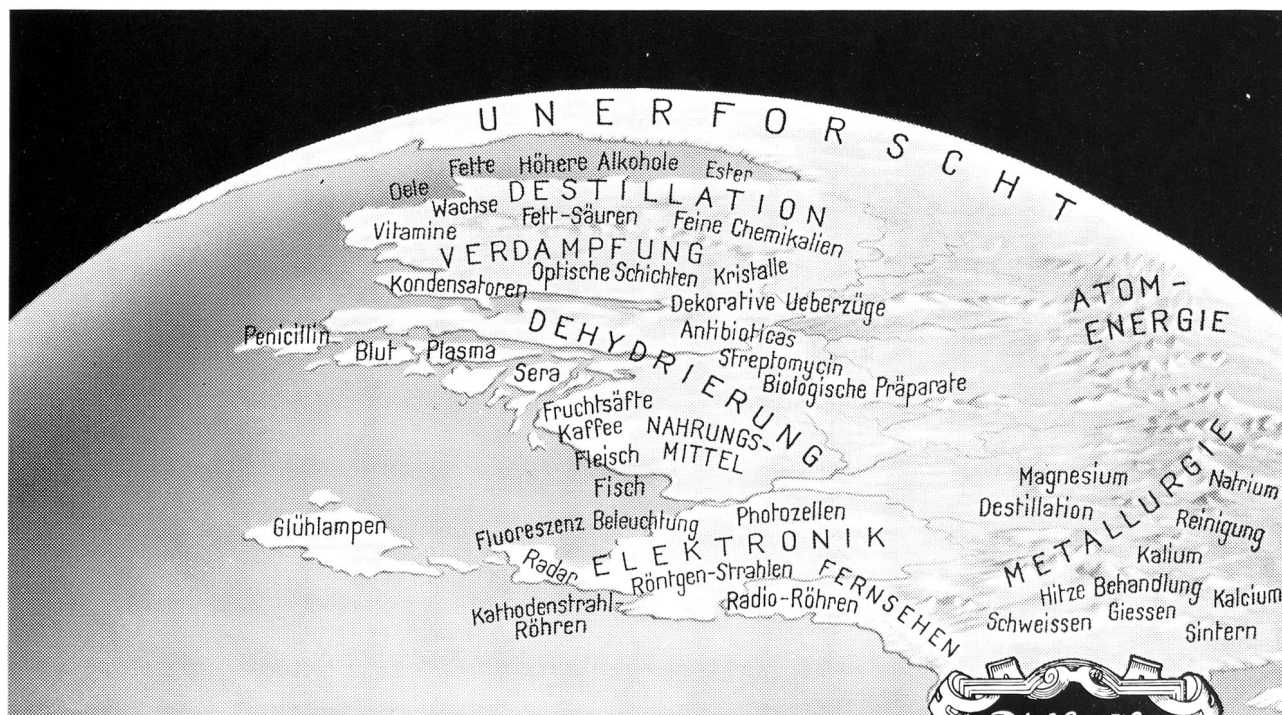 UNERFORSCHT
Fette Höhere Alkohole Ester
Oele Wachse DESTILLATION
Vitamine Fett-Säuren Feine Chemikalien
VERDAMPFUNG
Kondensatoren Optische Schichten Kristalle
Dekorative Ueberzüge
ATOM-
ENERGIE
Penicillin Blut Plasma DEHYDRIERUNG Antibioticas
Sera Streptomycin
Biologische Präparate
Fruchtsäfte
Kaffee NAHRUNGS-
Fleisch MITTEL
Fisch
METALLURGIE
Magnesium Natrium
Destillation Reinigung
Kalium
Hitze Behandlung Kalcium
Schweissen Giessen
Sintern
Glühlampen
Fluoreszenz Beleuchtung Photozellen
Radar ELEKTRONIK
Röntgen-Strahlen FERNSEHEN
Kathodenstrahl-
Röhren
Radio-Röhren